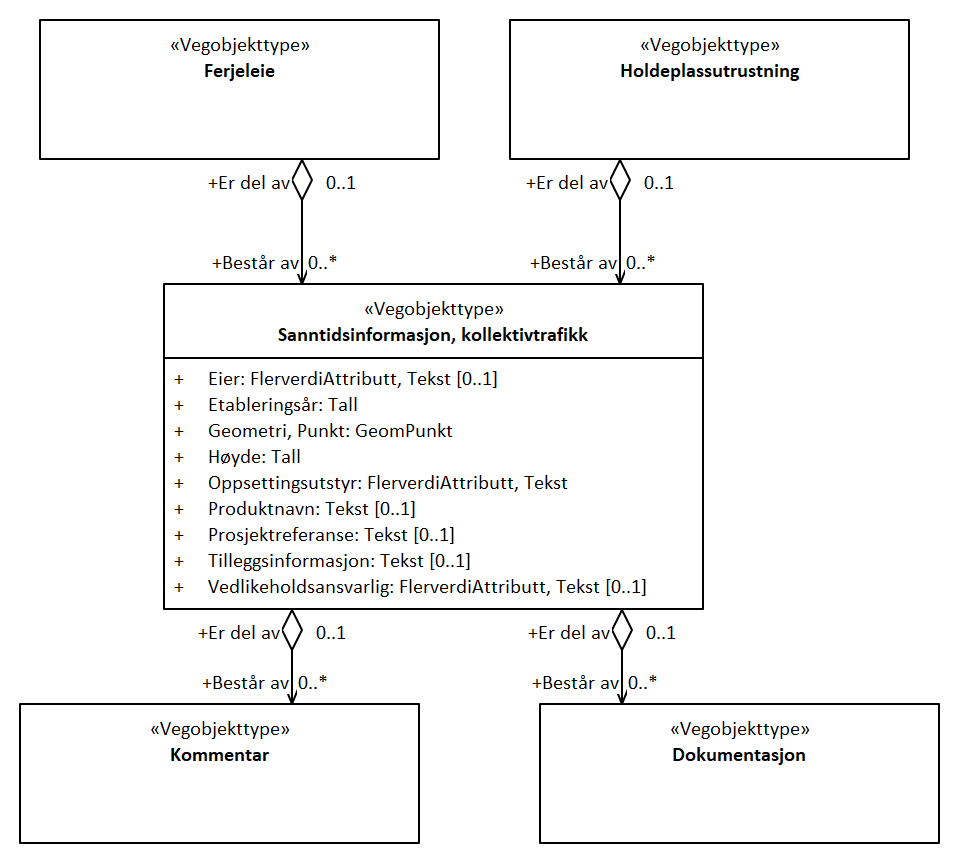 «Vegobjekttype»
Ferjeleie
«Vegobjekttype»
Holdeplassutrustning
+Er del av 0..1
+Er del av 0..1
+Består av 0..*
+Består av 0..*
«Vegobjekttype»
Sanntidsinformasjon, kollektivtrafikk
+ Eier: FlerverdiAttributt, Tekst [0..1]
+ Etableringsår: Tall
+ Geometri, Punkt: GeomPunkt
+ Høyde: Tall
+ Oppsettingsutstyr: FlerverdiAttributt, Tekst
+ Produktnavn: Tekst [0..1]
+ Prosjektreferanse: Tekst [0..1]
+ Tilleggsinformasjon: Tekst [0..1]
+ Vedlikeholdsansvarlig: FlerverdiAttributt, Tekst [0..1]
+Er del av 0..1
+Er del av 0..1
+Består av 0..*
+Består av 0..*
«Vegobjekttype»
Kommentar
«Vegobjekttype»
Dokumentasjon